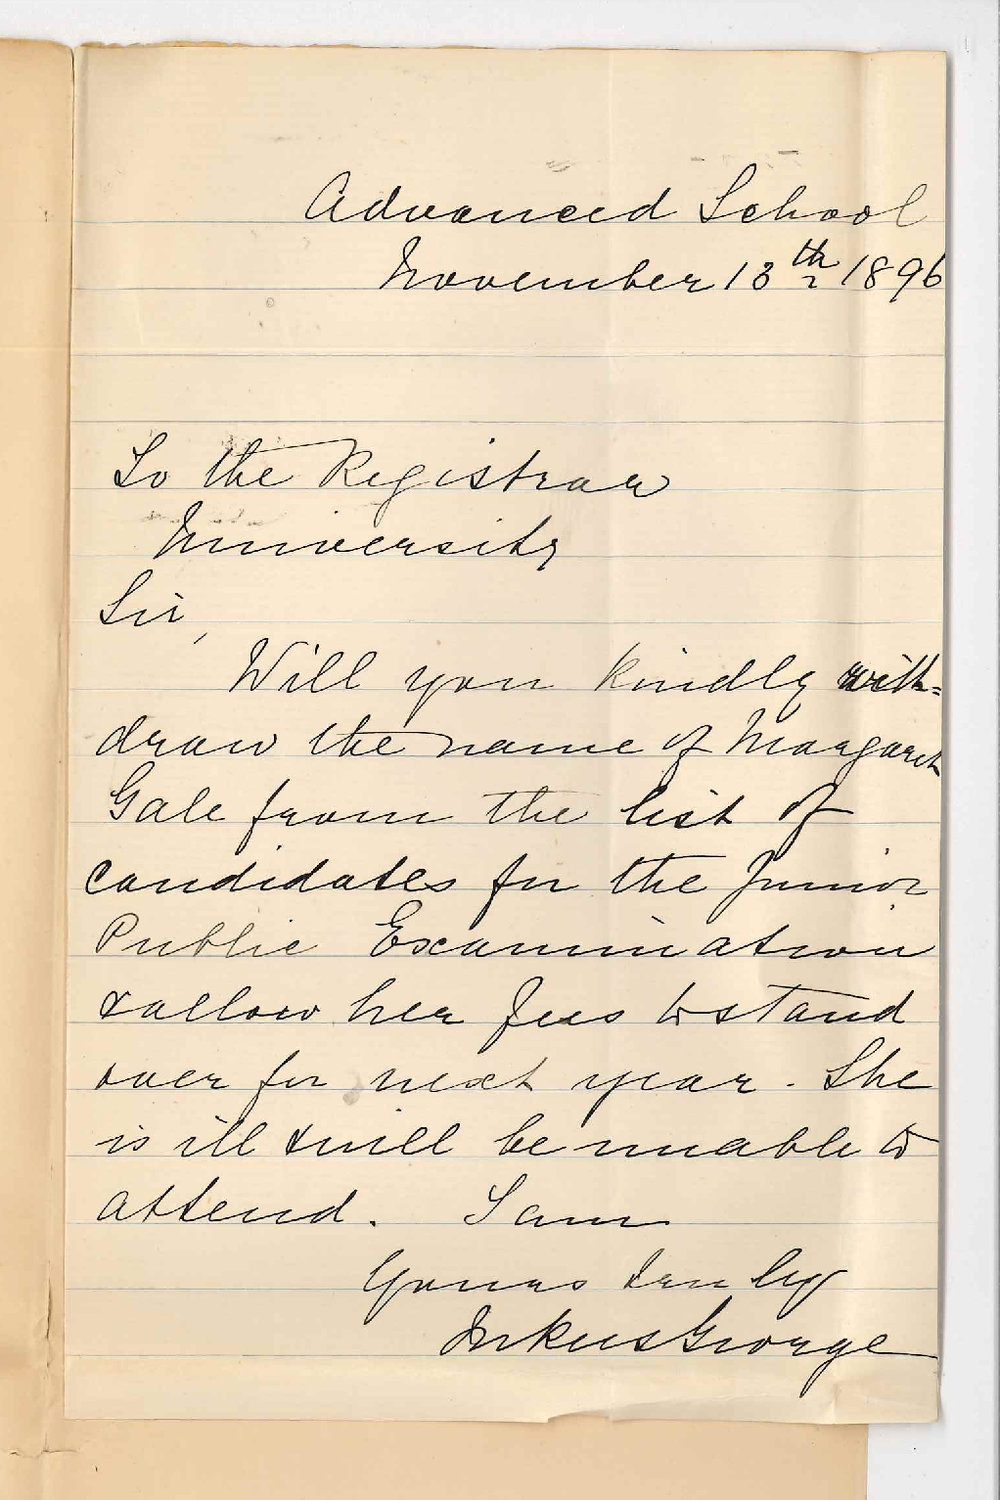 Advanced School
November 13th 1896
To the Registrar
University
Sir,
Will you kindly with=
draw the name of Margaret
Gale from the list of
candidates for the Junior
Public Examination
& allow her fees to stand
over for next year. She
is ill & will be unable to
attend. I am
Yours truly
M Rees George